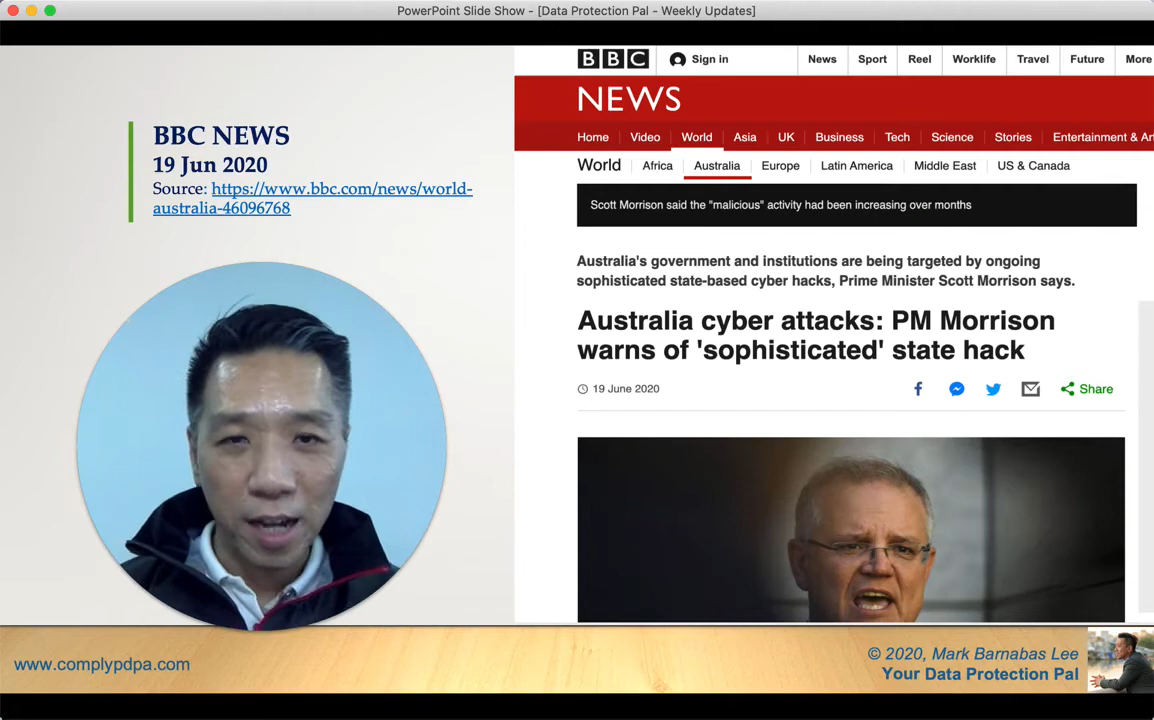 PowerPoint Slide Show - [Data Protection Pal - Weekly Updates]
BBC NEWS
19 Jun 2020
Source: https://www.bbc.com/news/world-
australia-46096768
BBC Sign in News Sport Reel Worklife Travel Future More
NEWS
Home Video World Asia UK Business Tech Science Stories Entertainment & Art
World Africa Australia Europe Latin America Middle East US & Canada
Scott Morrison said the "malicious" activity had been increasing over months
Australia's government and institutions are being targeted by ongoing
sophisticated state-based cyber hacks, Prime Minister Scott Morrison says.
Australia cyber attacks: PM Morrison
warns of 'sophisticated' state hack
19 June 2020 Share
www.complypdpa.com
© 2020, Mark Barnabas Lee
Your Data Protection Pal